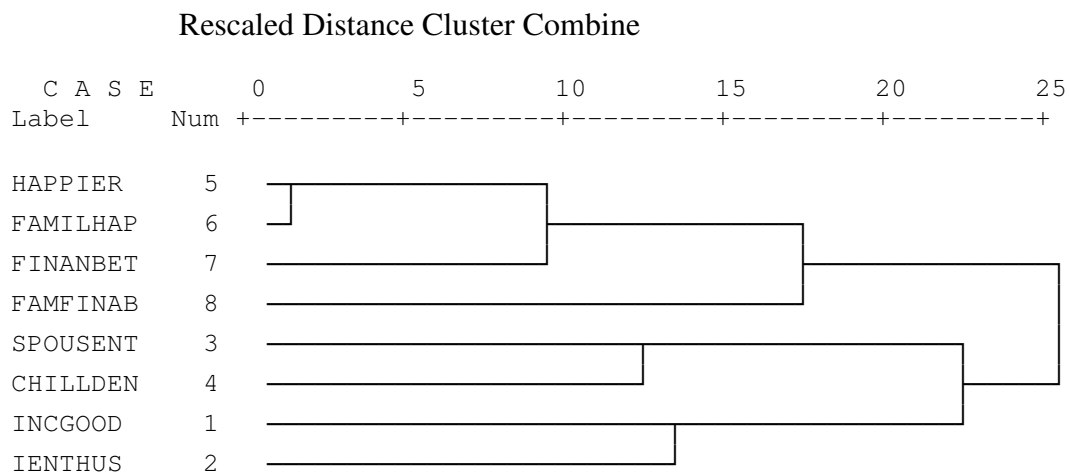 Rescaled Distance Cluster Combine
C A S E 0 5 10 15 20 25
Label Num +---------+---------+---------+---------+---------+
HAPPIER 5
FAMILHAP 6
FINANBET 7
FAMFINAB 8
SPOUSENT 3
CHILLDEN 4
INCGOOD 1
IENTHUS 2